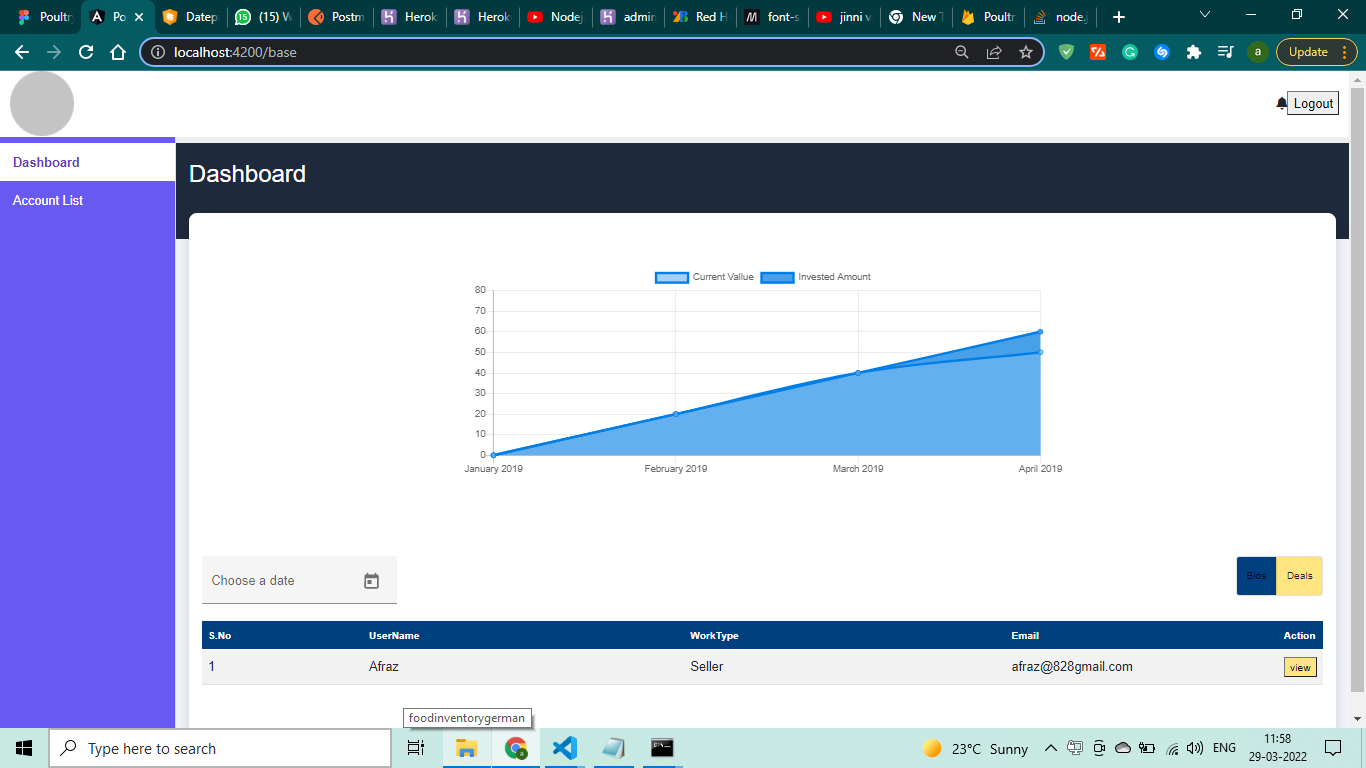 Poultr
Po
Datep
(15) W
Postm
Herok
Herok
Nodej
admin
Red H
font-s
jinni v
New T
Poultr
node.j
localhost:4200/base
a
Update
Logout
Dashboard
Account List
Dashboard
Current Vallue
Invested Amount
80
70
60
50
40
30
20
10
0
January 2019
February 2019
March 2019
April 2019
Choose a date
Bids
Deals
S.No UserName WorkType Email Action
1 Afraz Seller afraz@828gmail.com view
foodinventorygerman
Type here to search
23°C Sunny
ENG
11:58
29-03-2022